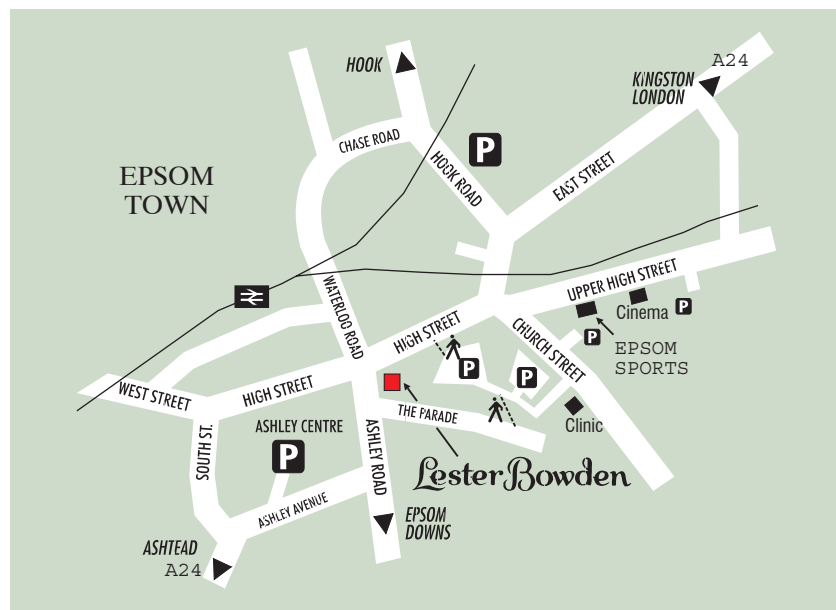 A24
HOOK
KINGSTON
LONDON
CHASE ROAD
P
HOOK ROAD
EAST STREET
EPSOM
TOWN
UPPER HIGH STREET
WATERLOO ROAD
Cinema
P
HIGH STREET
CHURCH STREET
P
EPSOM
SPORTS
P
P
WEST STREET
HIGH STREET
THE PARADE
ASHLEY CENTRE
P
Clinic
SOUTH ST.
ASHLEY ROAD
Lester Bowden
ASHLEY AVENUE
EPSOM
DOWNS
ASHTEAD
A24